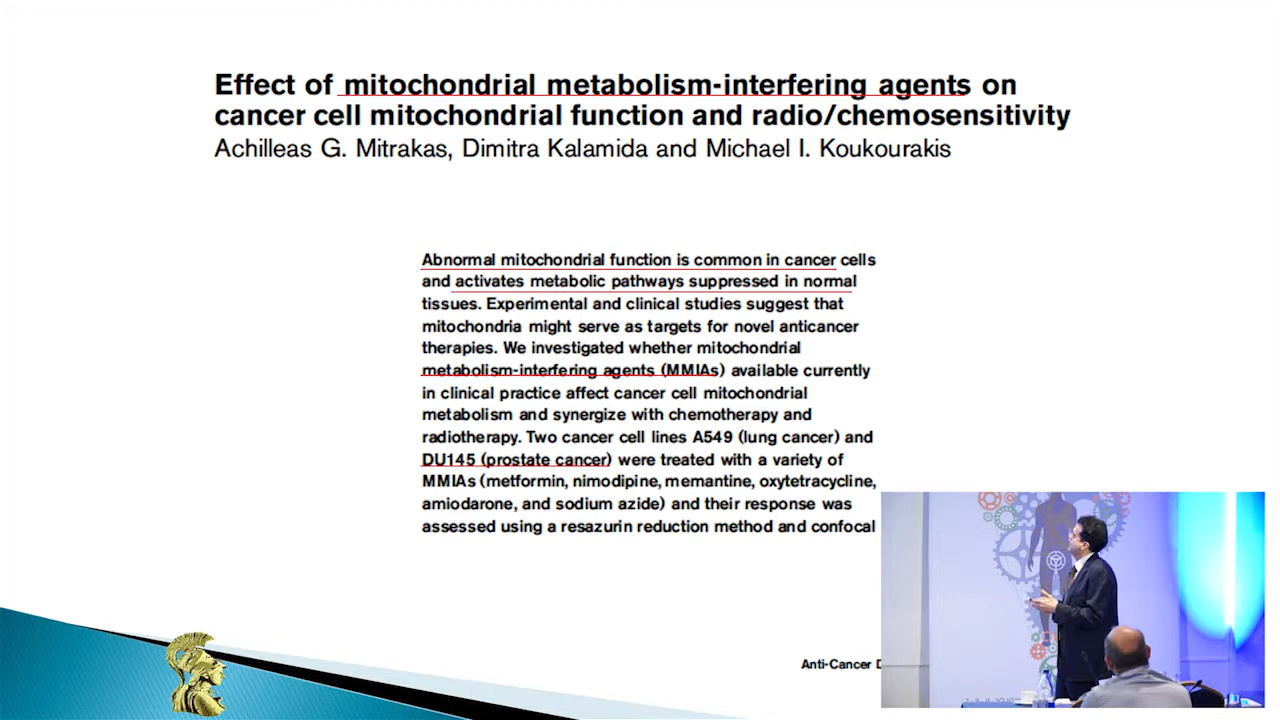 Effect of mitochondrial metabolism-interfering agents on
cancer cell mitochondrial function and radio/chemosensitivity
Achilleas G. Mitrakas, Dimitra Kalamida and Michael I. Koukourakis
Abnormal mitochondrial function is common in cancer cells
and activates metabolic pathways suppressed in normal
tissues. Experimental and clinical studies suggest that
mitochondria might serve as targets for novel anticancer
therapies. We investigated whether mitochondrial
metabolism-interfering agents (MMIAs) available currently
in clinical practice affect cancer cell mitochondrial
metabolism and synergize with chemotherapy and
radiotherapy. Two cancer cell lines A549 (lung cancer) and
DU145 (prostate cancer) were treated with a variety of
MMIAs (metformin, nimodipine, memantine, oxytetracycline,
amiodarone, and sodium azide) and their response was
assessed using a resazurin reduction method and confocal
Anti-Cancer D